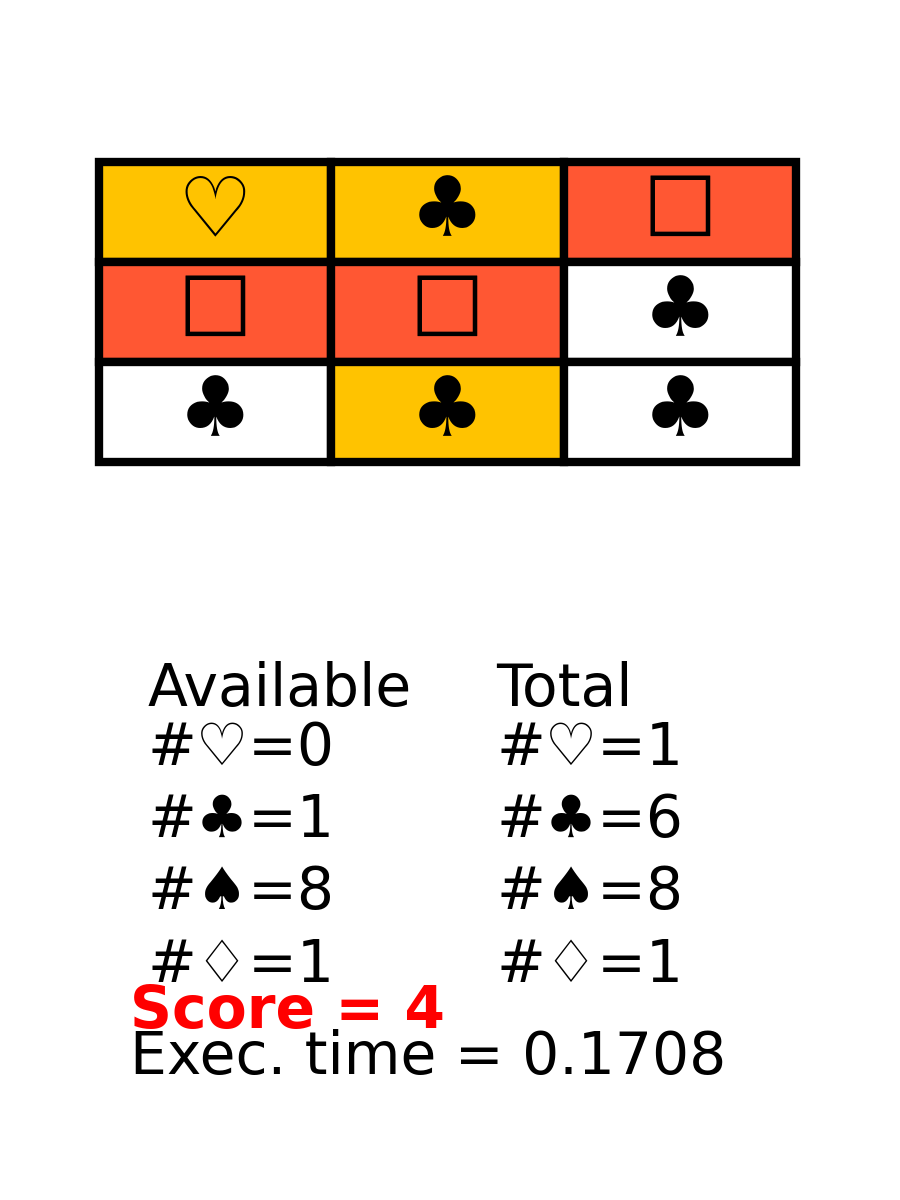 ♡ ♣ □
□ □ ♣
♣ ♣ ♣
Available Total
#♡=0 #♡=1
#♣=1 #♣=6
#♠=8 #♠=8
#♢=1 #♢=1
Score = 4
Exec. time = 0.1708